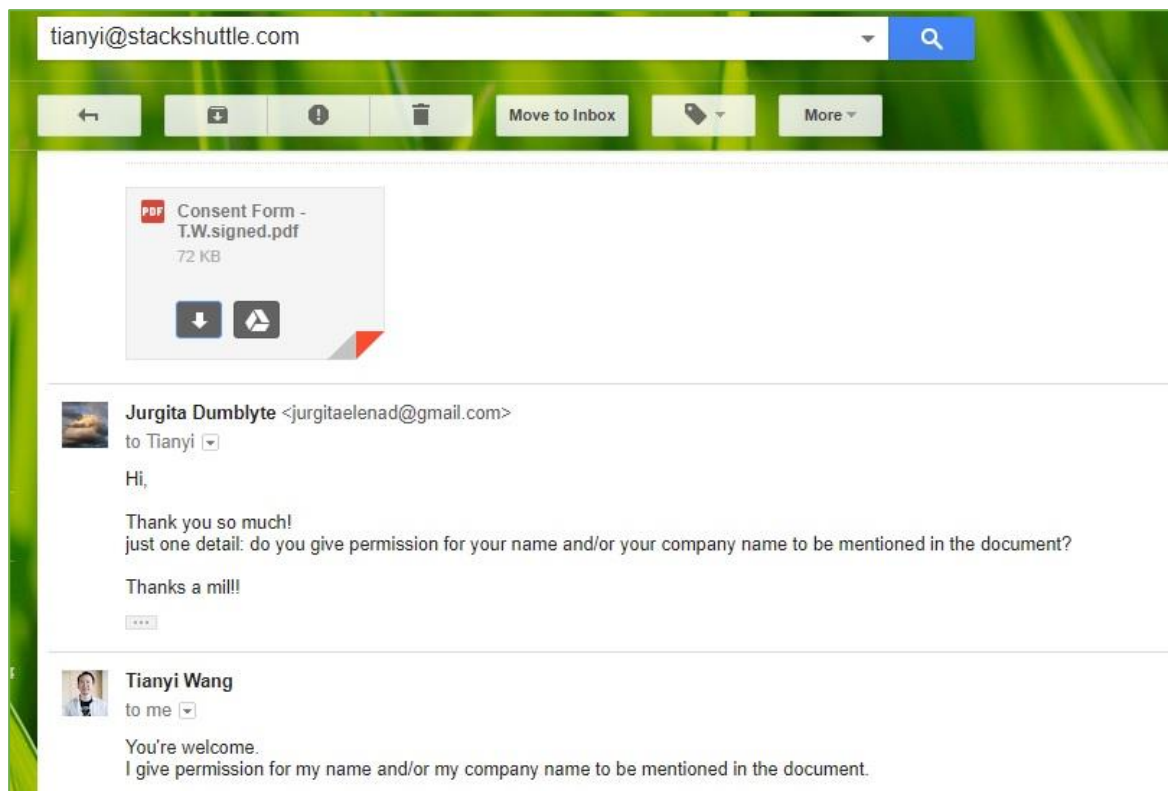 tianyi@stackshuttle.com
Move to Inbox
More
PDF
Consent Form -
T.W.signed.pdf
72 KB
Jurgita Dumblyte <jurgitaelenad@gmail.com>
to Tianyi
Hi,
Thank you so much!
just one detail: do you give permission for your name and/or your company name to be mentioned in the document?
Thanks a mil!!
...
Tianyi Wang
to me
You're welcome.
I give permission for my name and/or my company name to be mentioned in the document.